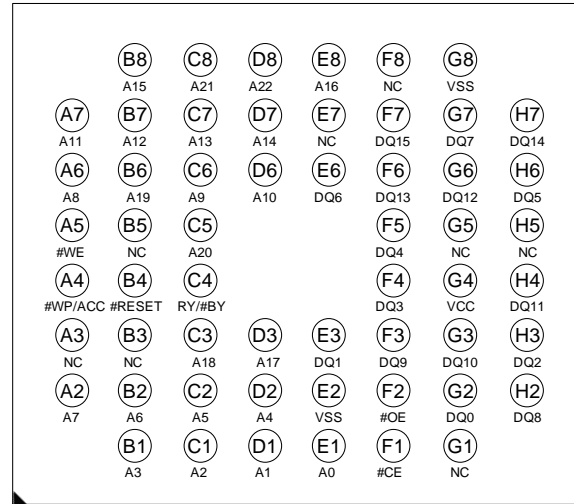 B8 C8 D8 E8 F8 G8
A15 A21 A22 A16 NC VSS
A7 B7 C7 D7 E7 F7 G7 H7
A11 A12 A13 A14 NC DQ15 DQ7 DQ14
A6 B6 C6 D6 E6 F6 G6 H6
A8 A19 A9 A10 DQ6 DQ13 DQ12 DQ5
A5 B5 C5 F5 G5 H5
#WE NC A20 DQ4 NC NC
A4 B4 C4 F4 G4 H4
#WP/ACC #RESET RY/#BY DQ3 VCC DQ11
A3 B3 C3 D3 E3 F3 G3 H3
NC NC A18 A17 DQ1 DQ9 DQ10 DQ2
A2 B2 C2 D2 E2 F2 G2 H2
A7 A6 A5 A4 VSS #OE DQ0 DQ8
B1 C1 D1 E1 F1 G1
A3 A2 A1 A0 #CE NC